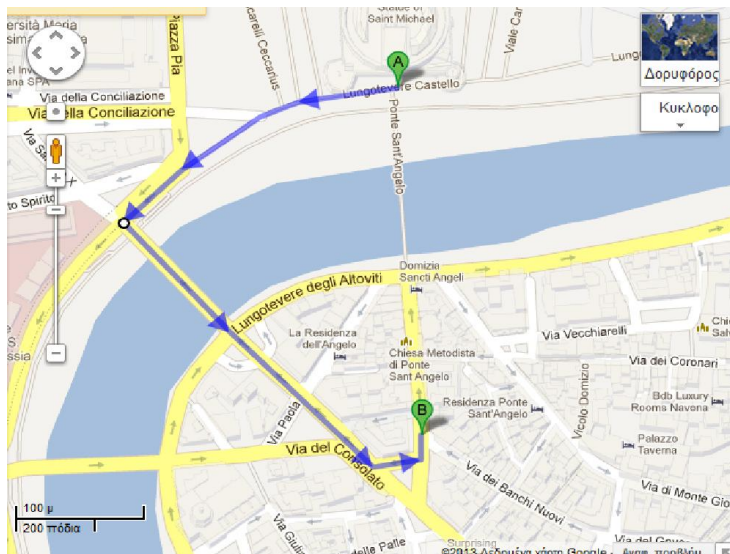 Statue of
Saint Michael
Piazza Pia
Lungotevere Castello
Δορυφόρος
Κυκλοφο
Via della Conciliazione
Via della Conciliazione
Ponte Sant'Angelo
Domizia
Sancti Angeli
Lungotevere degli Altoviti
La Residenza
dell'Angelo
Chiesa Metodista
di Ponte
Sant'Angelo
Via Vecchiarelli
Via dei Coronari
Vicolo Domizio
Residenza Ponte
Sant'Angelo
Bdb Luxury
Rooms Navona
Palazzo
Taverna
Via Paola
Via del Consolato
Via dei Banchi Nuovi
Via di Monte Gio
A
B
100 μ
200 πόδια
Surprising
©2013 Δεδομένα χάρτη Google -